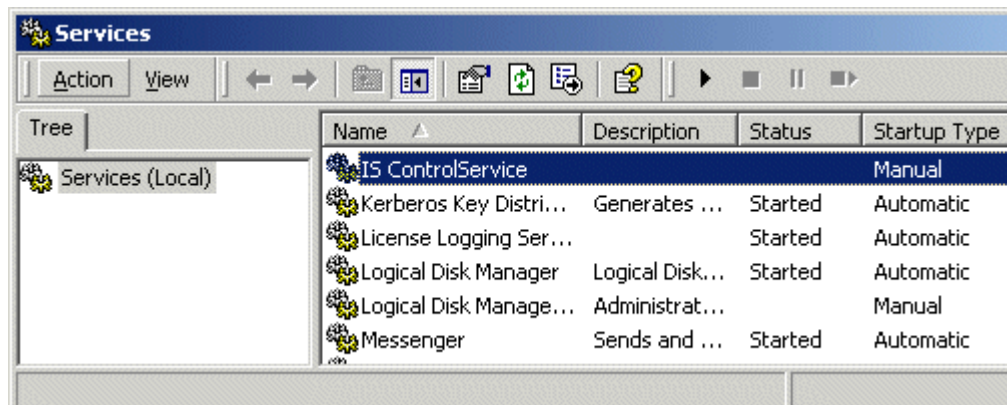 Services
Action View
Tree Name Description Status Startup Type
Services (Local) IS ControlService Manual
Kerberos Key Distri... Generates ... Started Automatic
License Logging Ser... Started Automatic
Logical Disk Manager Logical Disk... Started Automatic
Logical Disk Manage... Administrat... Manual
Messenger Sends and ... Started Automatic